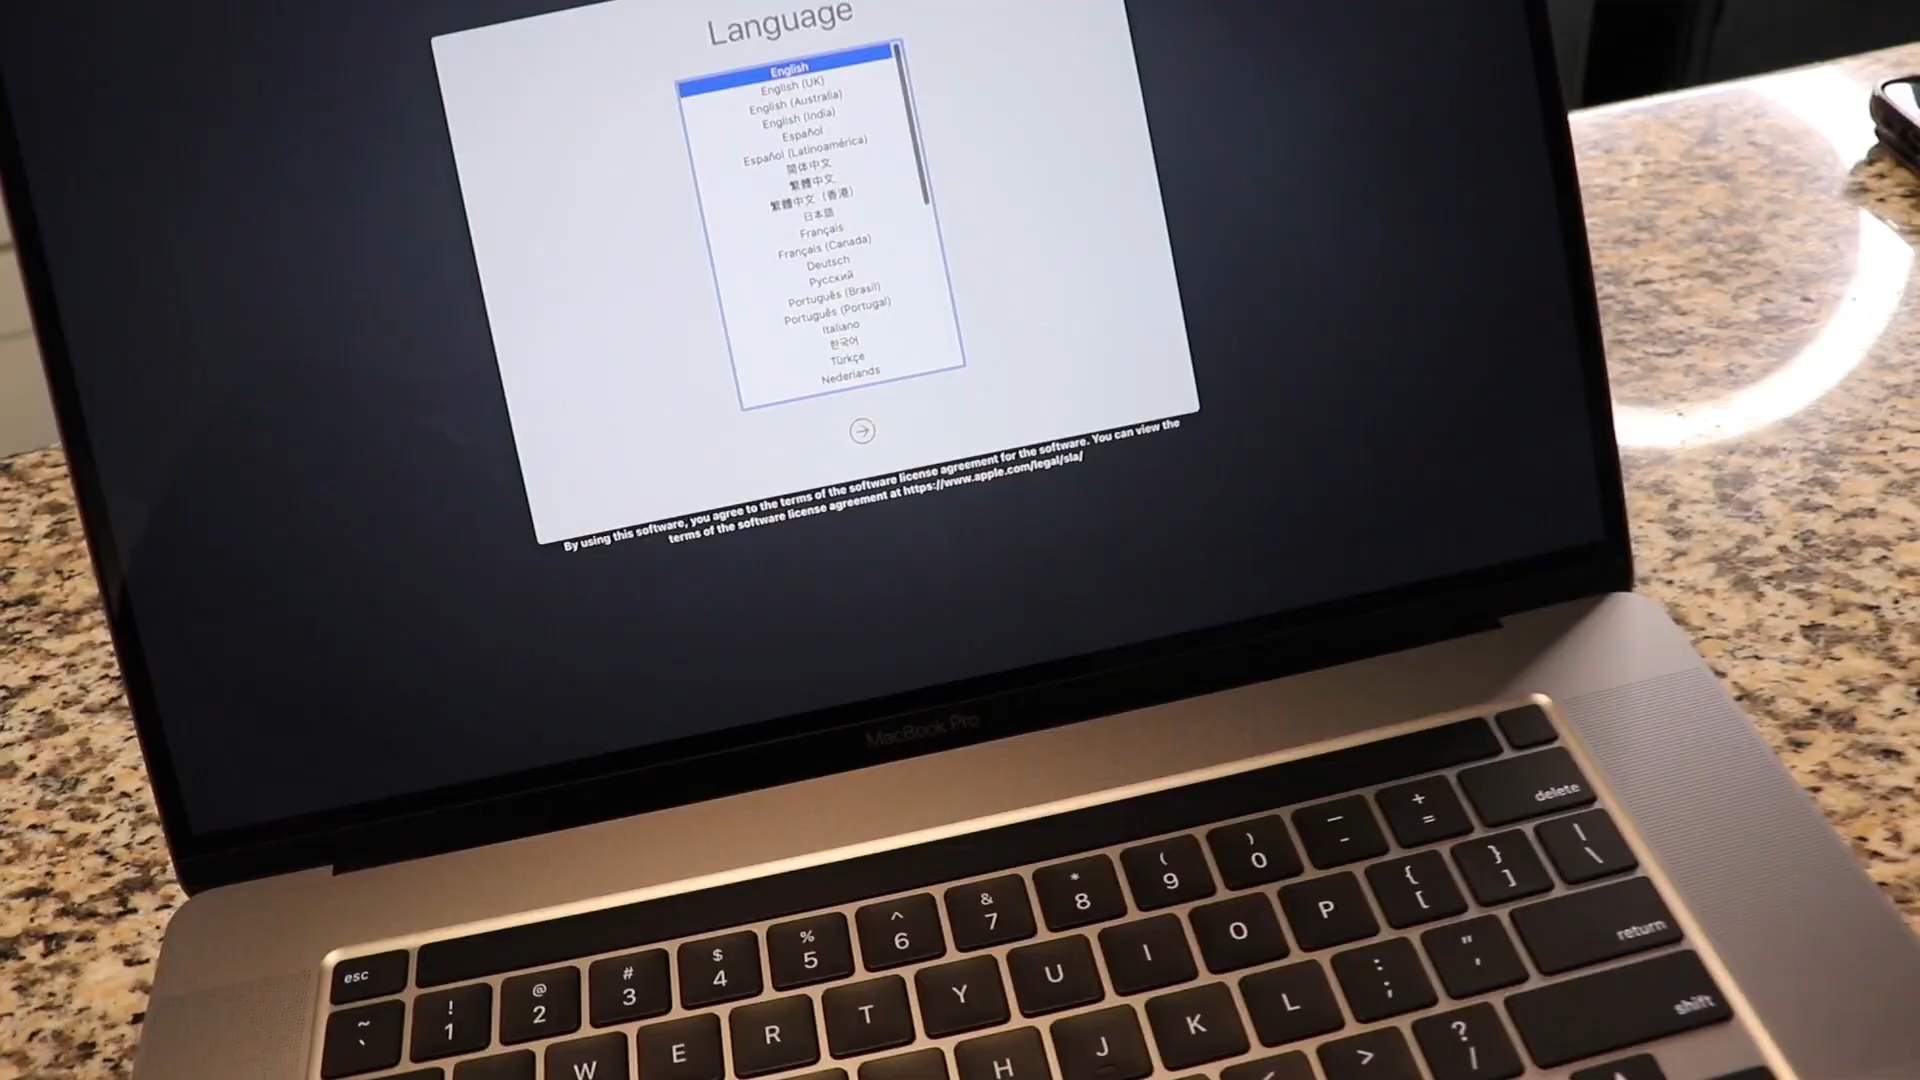 Language
English
English (UK)
English (Australia)
English (India)
Español
Español (Latinoamérica)
简体中文
繁體中文
繁體中文（香港）
日本語
Français
Français (Canada)
Deutsch
Русский
Português (Brasil)
Português (Portugal)
Italiano
한국어
Türkçe
Nederlands
By using this software, you agree to the terms of the software license agreement for the software. You can view the
terms of the software license agreement at https://www.apple.com/legal/sla/
MacBook Pro
esc
~ ! @ # $ % ^ & * ( ) — + delete
` 1 2 3 4 5 6 7 8 9 0 - =
W E R T Y U I O P { [ } ] | \
H J K L : ; " ' return
< > ? / shift